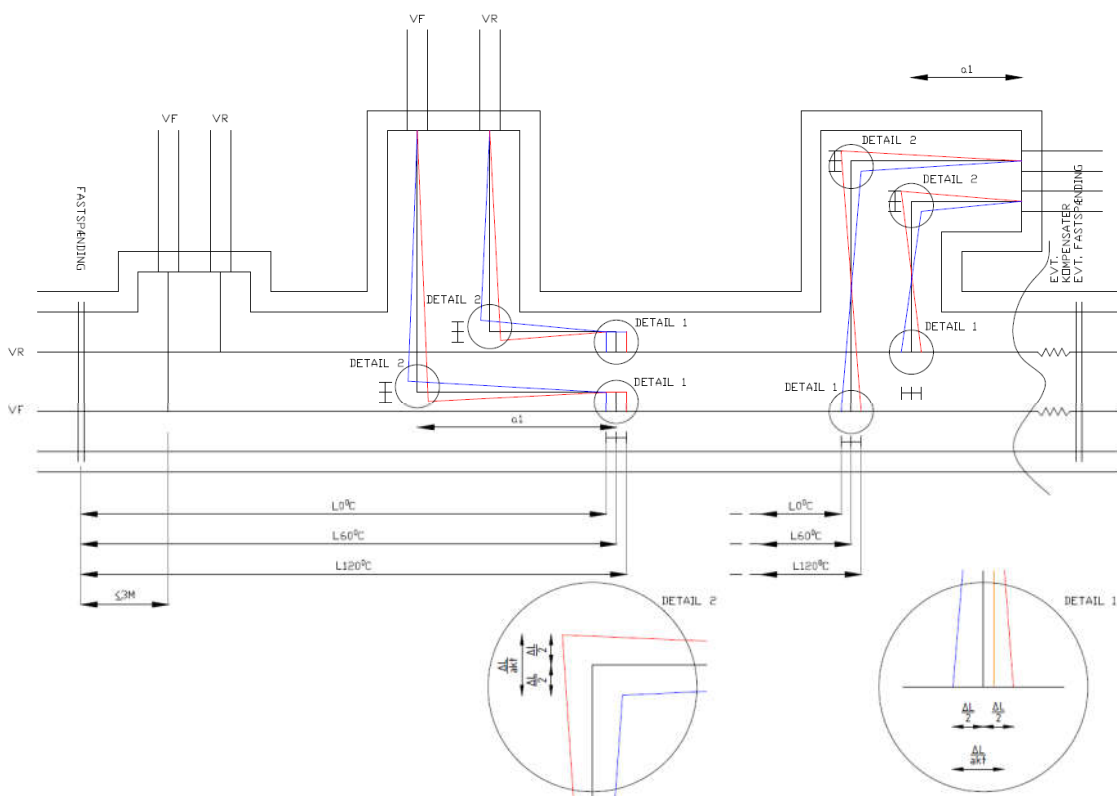 VF
VR
a1
VF
VR
DETAIL 2
DETAIL 2
FASTSPÆNDING
EVT.
KOMPENSATER
EVT. FASTSPÆNDING
DETAIL 2
DETAIL 1
DETAIL 1
VR
DETAIL 2
DETAIL 1
DETAIL 1
VF
a1
L0°C
L0°C
L60°C
L60°C
L120°C
L120°C
≤3M
DETAIL 2
DETAIL 1
ΔL
akt
ΔL
2
ΔL
2
ΔL
2
ΔL
2
ΔL
akt